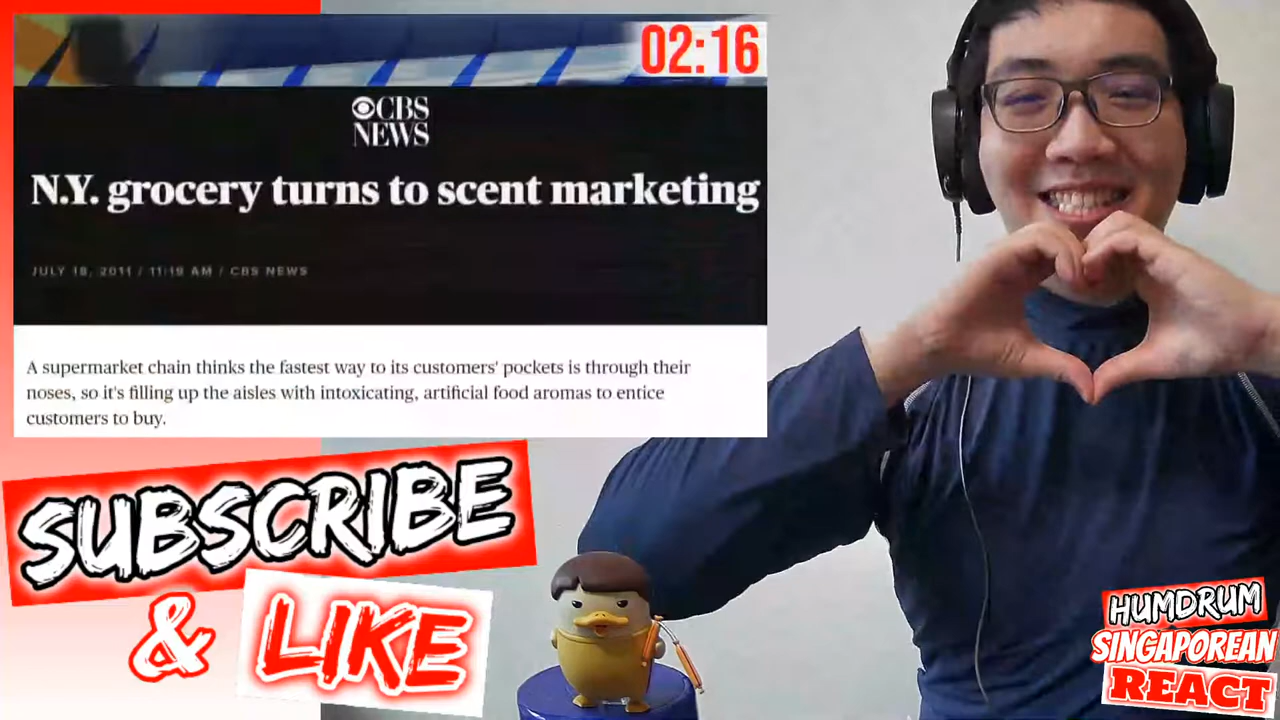 02:16
CBS
NEWS
N.Y. grocery turns to scent marketing
JULY 18, 2011 / 11:19 AM / CBS NEWS
A supermarket chain thinks the fastest way to its customers' pockets is through their
noses, so it's filling up the aisles with intoxicating, artificial food aromas to entice
customers to buy.
SUBSCRIBE
& LIKE
HUMDRUM
SINGAPOREAN
REACT